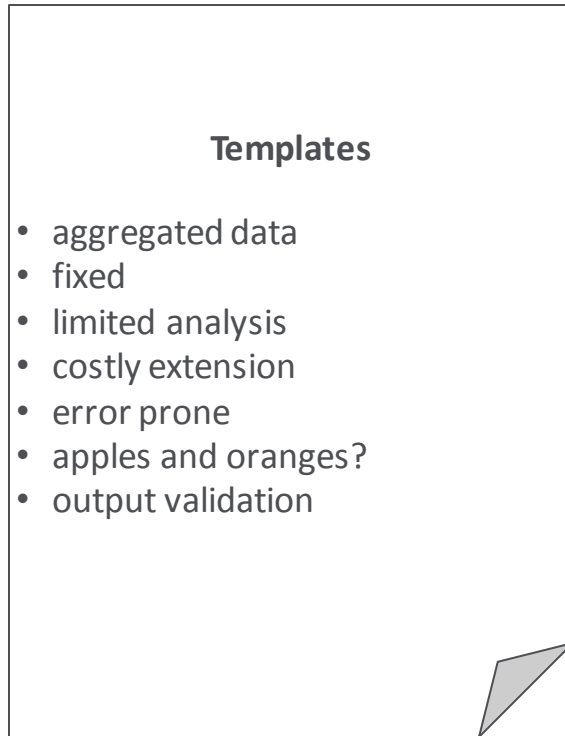 Templates
• aggregated data
• fixed
• limited analysis
• costly extension
• error prone
• apples and oranges?
• output validation